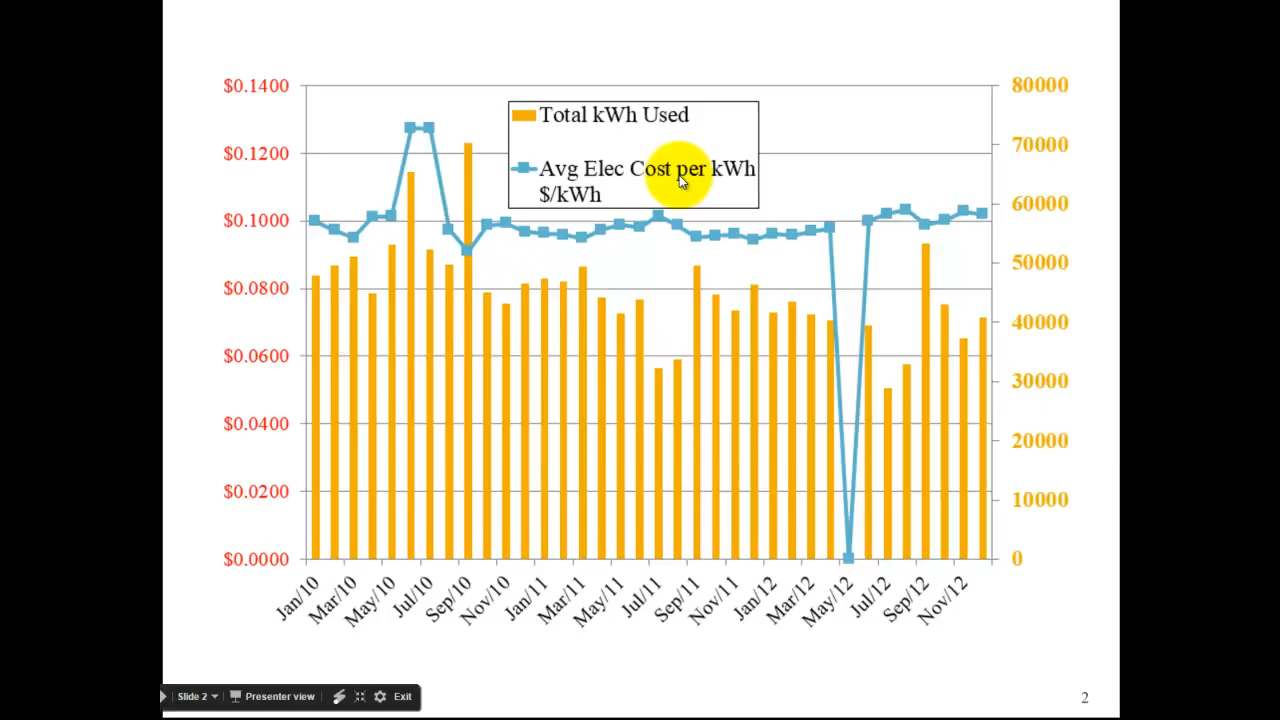 $0.1400
$0.1200
$0.1000
$0.0800
$0.0600
$0.0400
$0.0200
$0.0000
Total kWh Used
Avg Elec Cost per kWh
$/kWh
80000
70000
60000
50000
40000
30000
20000
10000
0
Jan/10
Mar/10
May/10
Jul/10
Sep/10
Nov/10
Jan/11
Mar/11
May/11
Jul/11
Sep/11
Nov/11
Jan/12
Mar/12
May/12
Jul/12
Sep/12
Nov/12
Slide 2 Presenter view Exit
2